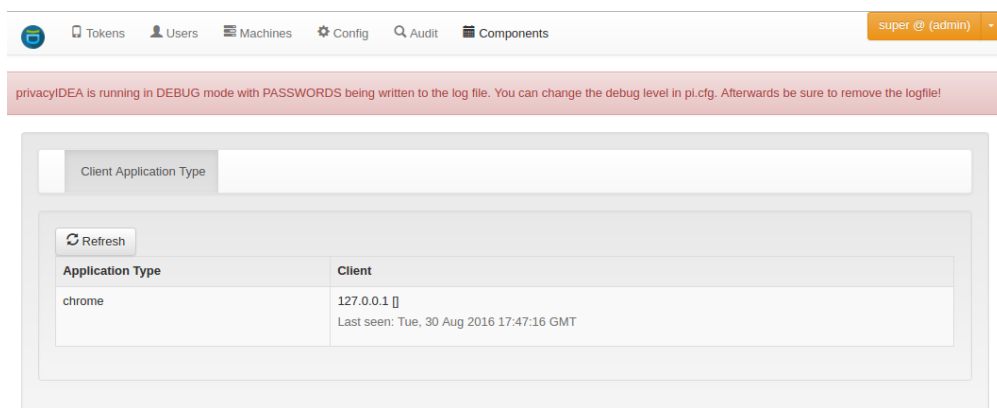 Tokens Users Machines Config Audit Components super @ (admin)
privacyIDEA is running in DEBUG mode with PASSWORDS being written to the log file. You can change the debug level in pi.cfg. Afterwards be sure to remove the logfile!
Client Application Type
Refresh
Application Type Client
chrome 127.0.0.1 []
Last seen: Tue, 30 Aug 2016 17:47:16 GMT